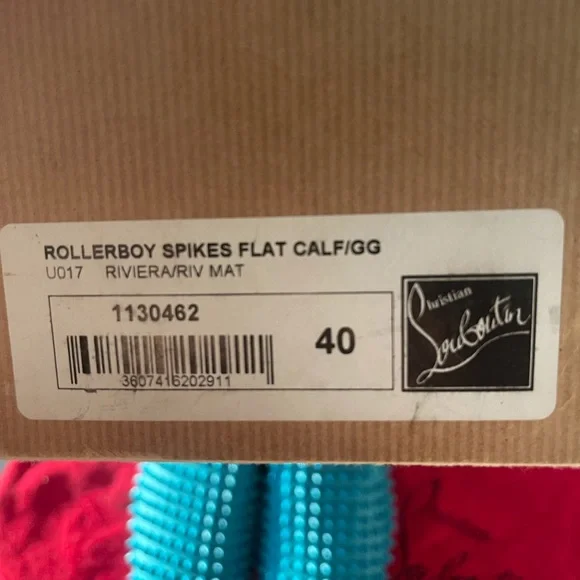 ROLLERBOY SPIKES FLAT CALF/GG
U017 RIVIERA/RIV MAT
1130462
3607416202911
40
Christian
Louboutin